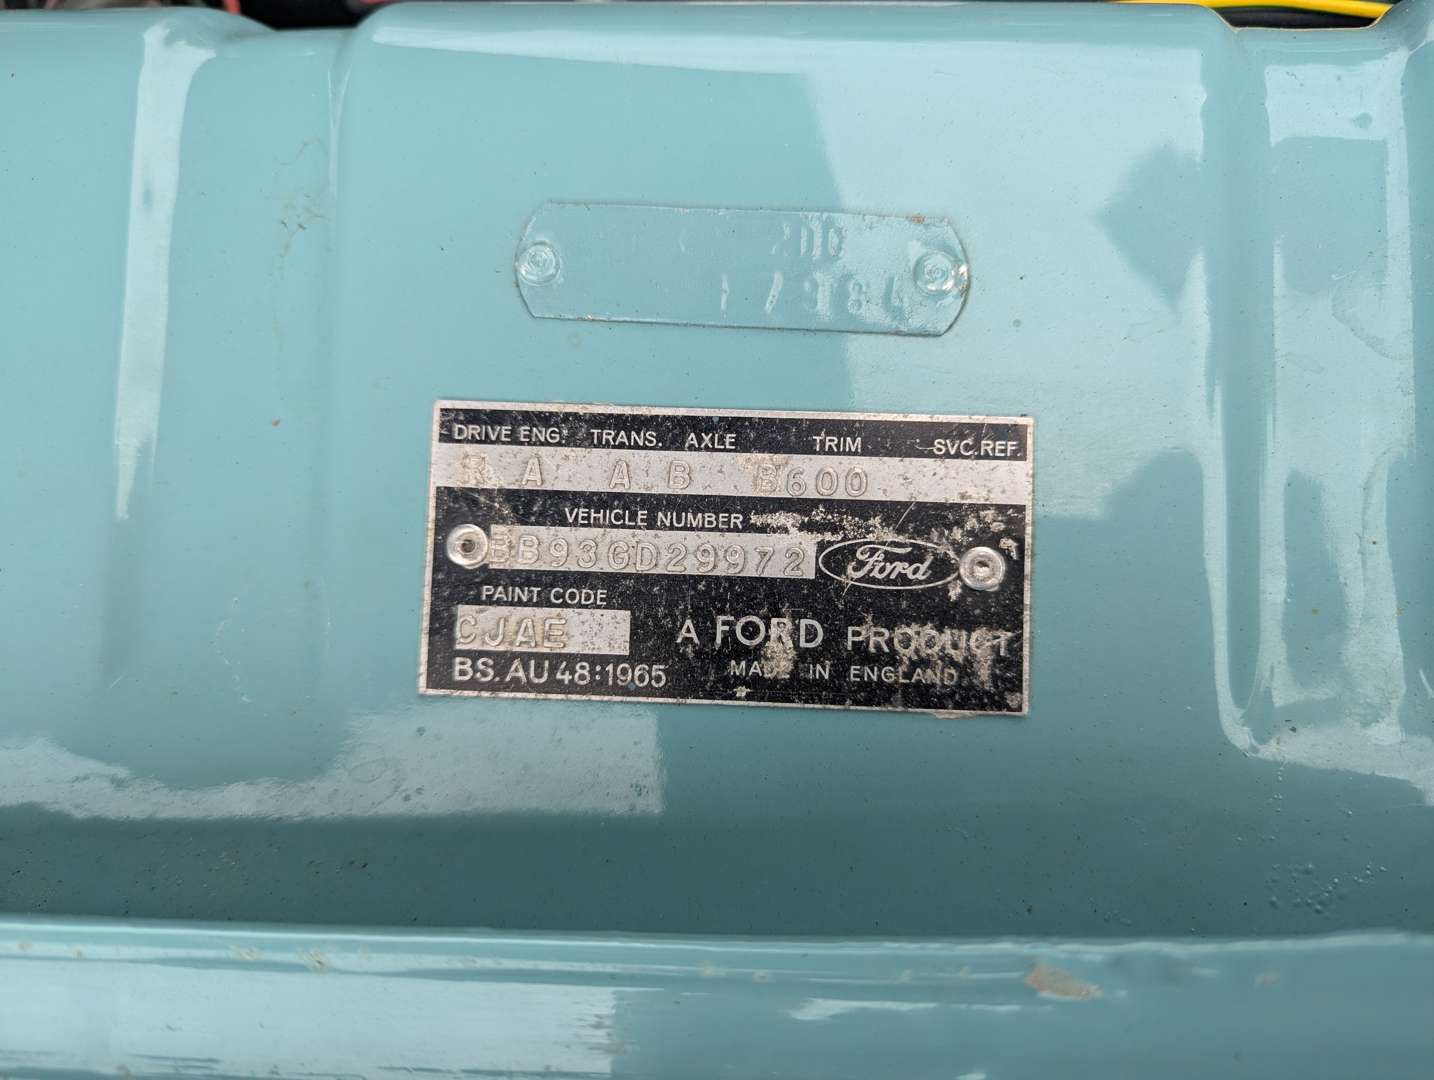 DRIVE ENG. TRANS. AXLE TRIM SVC.REF.
A A B B600
VEHICLE NUMBER
BB93GD29972 Ford
PAINT CODE
CJAE
A FORD PRODUCT
BS.AU 48:1965 MADE IN ENGLAND